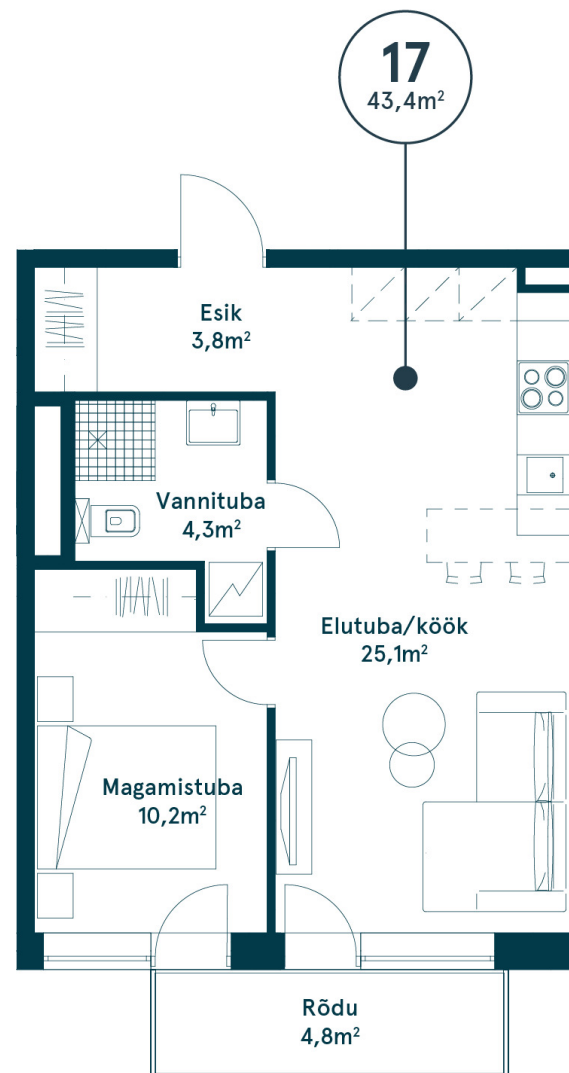 17
43,4m²
Esik
3,8m²
Vannituba
4,3m²
Elutuba/köök
25,1m²
Magamistuba
10,2m²
Rõdu
4,8m²